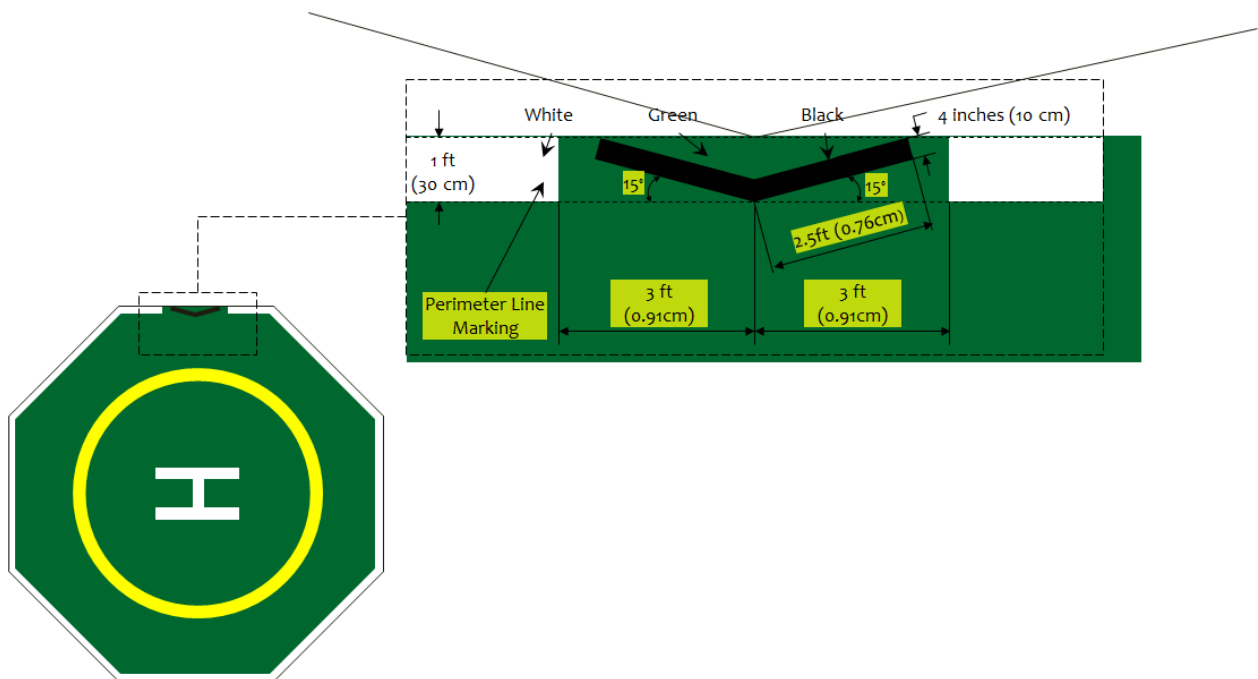 White
Green
Black
4 inches (10 cm)
1 ft
(30 cm)
15°
15°
2.5ft (0.76cm)
3 ft
(0.91cm)
3 ft
(0.91cm)
Perimeter Line
Marking
H